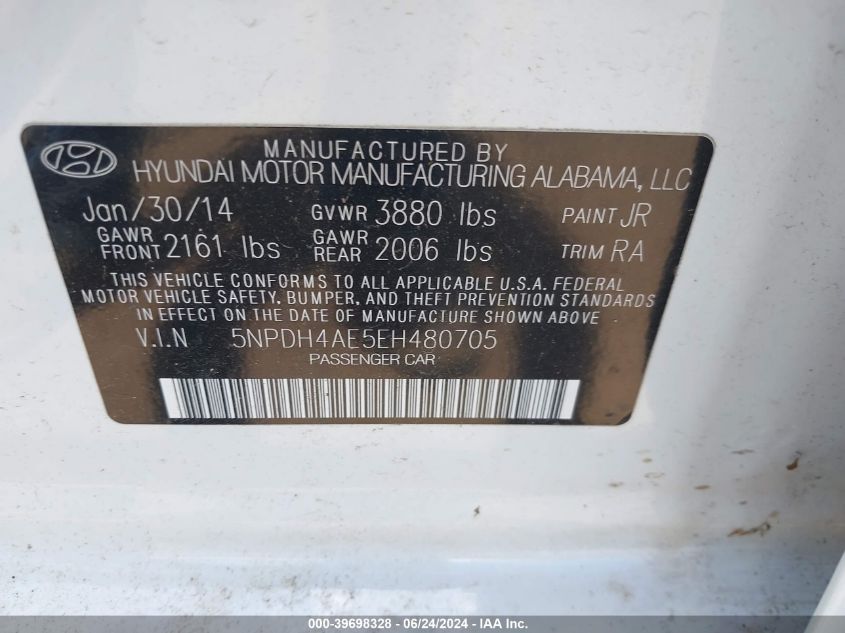 MANUFACTURED BY
HYUNDAI MOTOR MANUFACTURING ALABAMA, LLC
Jan/30/14 GVWR 3880 lbs PAINT JR
GAWR FRONT 2161 lbs GAWR REAR 2006 lbs TRIM RA
THIS VEHICLE CONFORMS TO ALL APPLICABLE U.S.A. FEDERAL
MOTOR VEHICLE SAFETY, BUMPER, AND THEFT PREVENTION STANDARDS
IN EFFECT ON THE DATE OF MANUFACTURE SHOWN ABOVE
V.I.N 5NPDH4AE5EH480705
PASSENGER CAR
000-39698328 - 06/24/2024 - IAAI.com